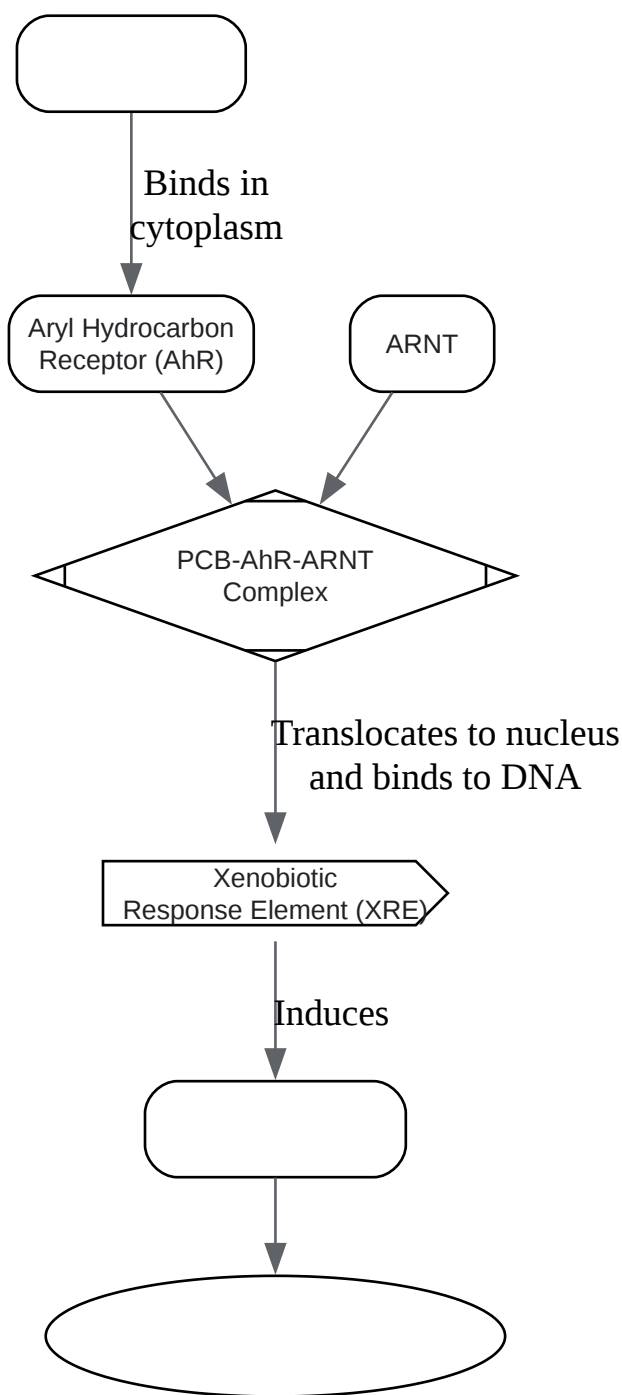 Binds in
cytoplasm
Aryl Hydrocarbon
Receptor (AhR)
ARNT
PCB-AhR-ARNT
Complex
Translocates to nucleus
and binds to DNA
Xenobiotic
Response Element (XRE)
Induces